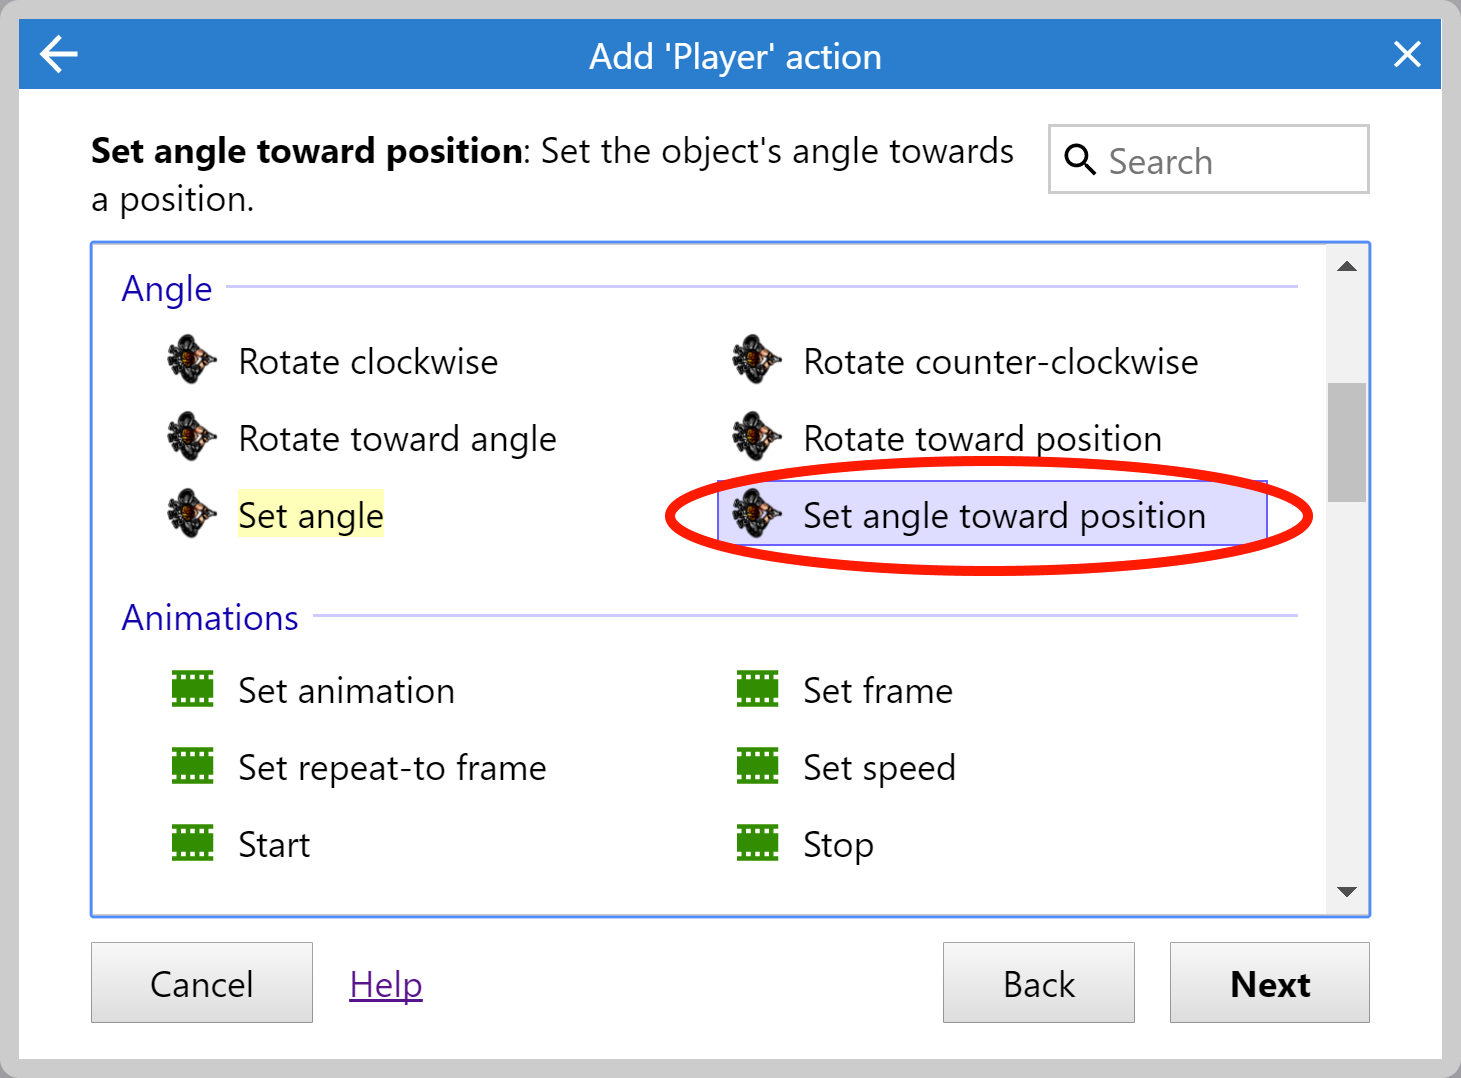 Add 'Player' action
Set angle toward position: Set the object's angle towards
a position.
Search
Angle
Rotate clockwise
Rotate counter-clockwise
Rotate toward angle
Rotate toward position
Set angle
Set angle toward position
Animations
Set animation
Set frame
Set repeat-to frame
Set speed
Start
Stop
Cancel
Help
Back
Next